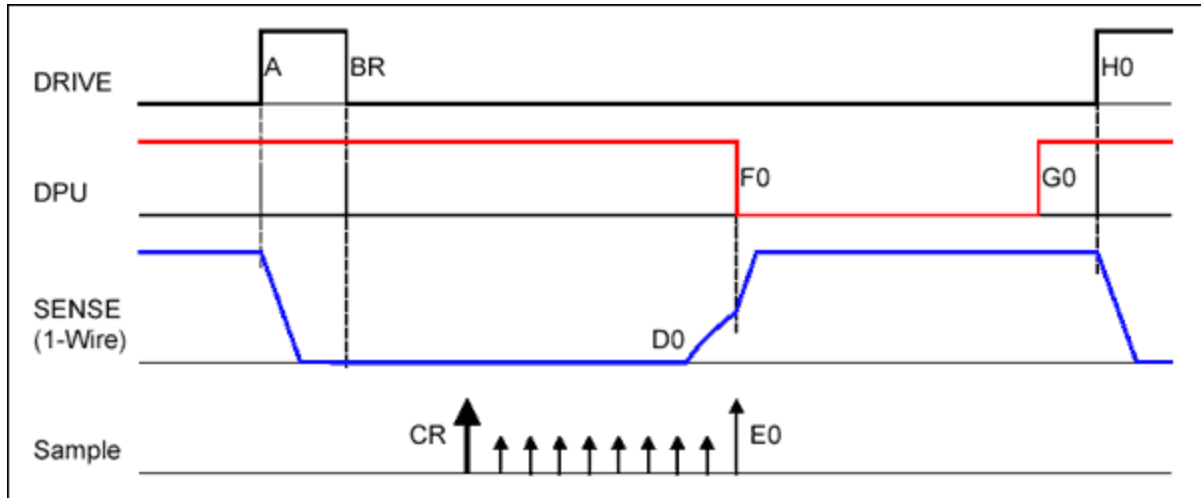 DRIVE
A
BR
H0
DPU
F0
G0
SENSE
(1-Wire)
D0
Sample
CR
E0